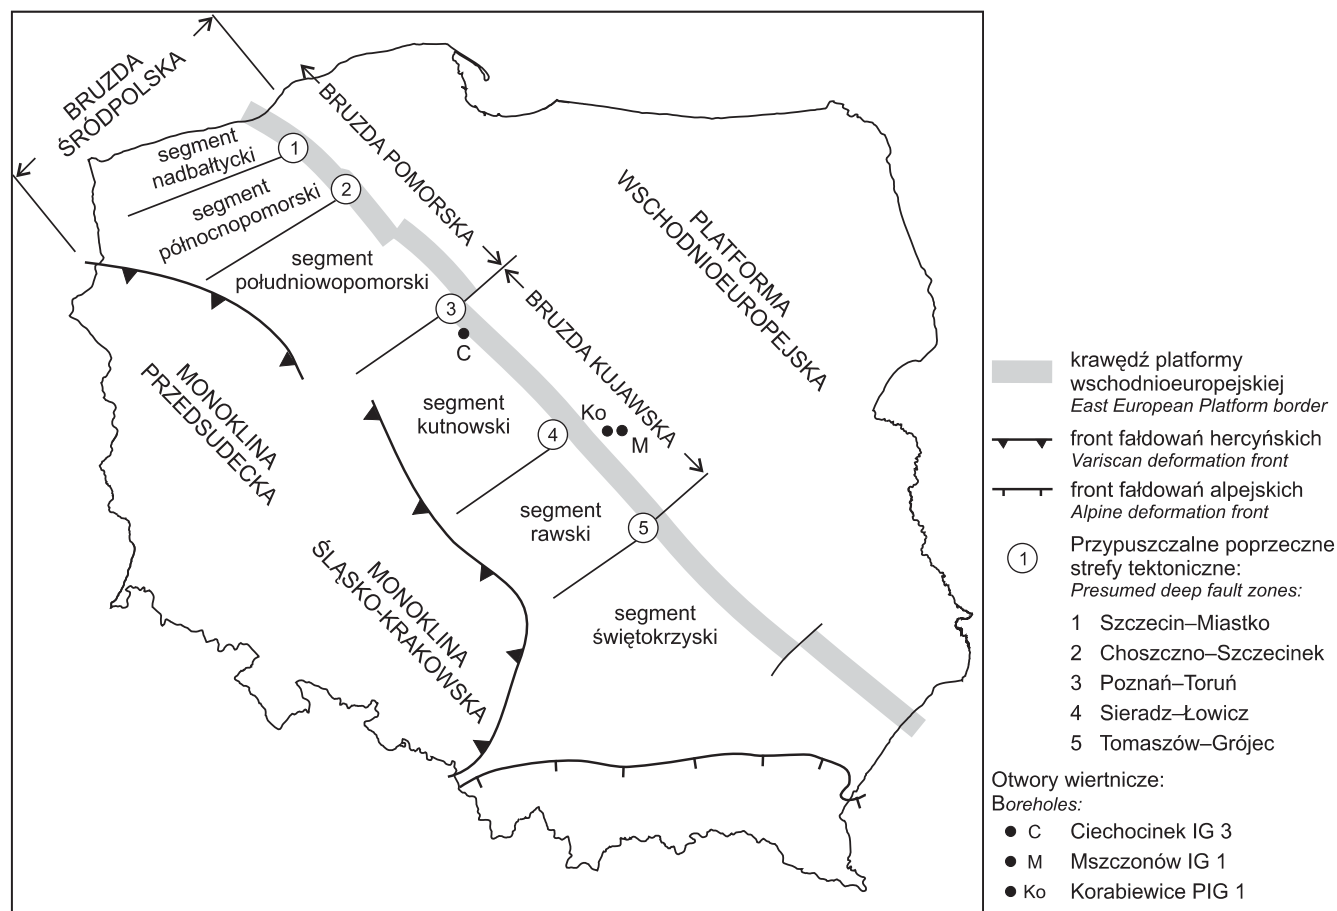 BRUZDA
ŚRÓDPOLSKA
segment
nadbałtycki
1
BRUZDA POMORSKA
segment
północnopomorski
2
PLATFORMA
WSCHODNIOEUROPEJSKA
segment
południowopomorski
3
C
BRUZDA KUJAWSKA
MONOKLINA
PRZEDSUDECKA
segment
kutnowski
Ko
M
4
segment
rawski
5
MONOKLINA
ŚLĄSKO-KRAKOWSKA
segment
świętokrzyski
krawędź platformy
wschodnioeuropejskiej
East European Platform border
front fałdowań hercyńskich
Variscan deformation front
front fałdowań alpejskich
Alpine deformation front
1 Przypuszczalne poprzeczne
strefy tektoniczne:
Presumed deep fault zones:
1 Szczecin–Miastko
2 Choszczno–Szczecinek
3 Poznań–Toruń
4 Sieradz–Łowicz
5 Tomaszów–Grójec
Otwory wiertnicze:
Boreholes:
C Ciechocinek IG 3
M Mszczonów IG 1
Ko Korabiewice PIG 1